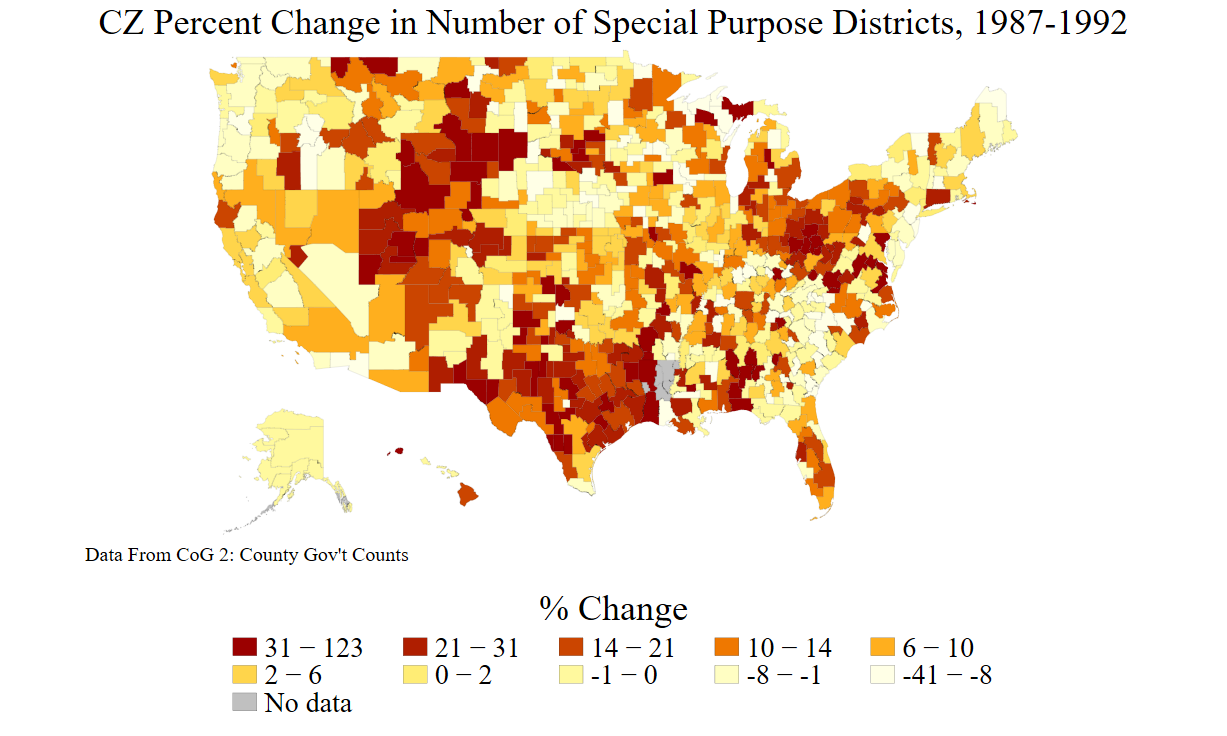 CZ Percent Change in Number of Special Purpose Districts, 1987-1992
Data From CoG 2: County Gov't Counts
% Change
31 − 123 21 − 31 14 − 21 10 − 14 6 − 10
2 − 6 0 − 2 -1 − 0 -8 − -1 -41 − -8
No data